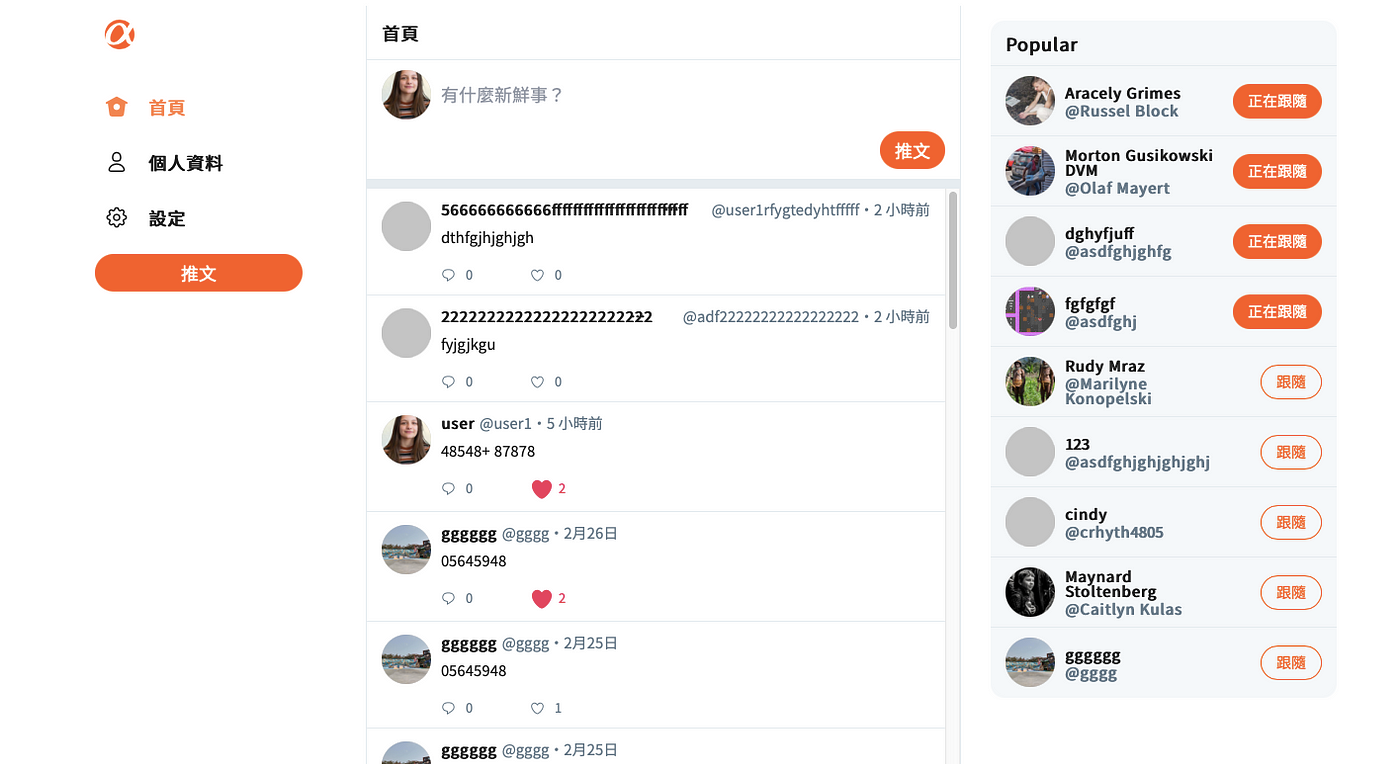 首頁
個人資料
設定
推文
首頁
有什麼新鮮事？
推文
566666666666ffffffffffffffffffffffffff @user1rfygtedyhtfffff・2 小時前
dthfgjhjghjgh
0 0
22222222222222222222222 @adf22222222222222222・2 小時前
fyjgjkgu
0 0
user @user1・5 小時前
48548+ 87878
0 2
gggggg @gggg・2月26日
05645948
0 2
gggggg @gggg・2月25日
05645948
0 1
gggggg @gggg・2月25日
Popular
Aracely Grimes
@Russel Block
正在跟隨
Morton Gusikowski
DVM
@Olaf Mayert
正在跟隨
dghyfjuff
@asdfghjghfg
正在跟隨
fgfgfgf
@asdfghj
正在跟隨
Rudy Mraz
@Marilyne
Konopelski
跟隨
123
@asdfghjghjghjghj
跟隨
cindy
@crhyth4805
跟隨
Maynard
Stoltenberg
@Caitlyn Kulas
跟隨
gggggg
@gggg
跟隨